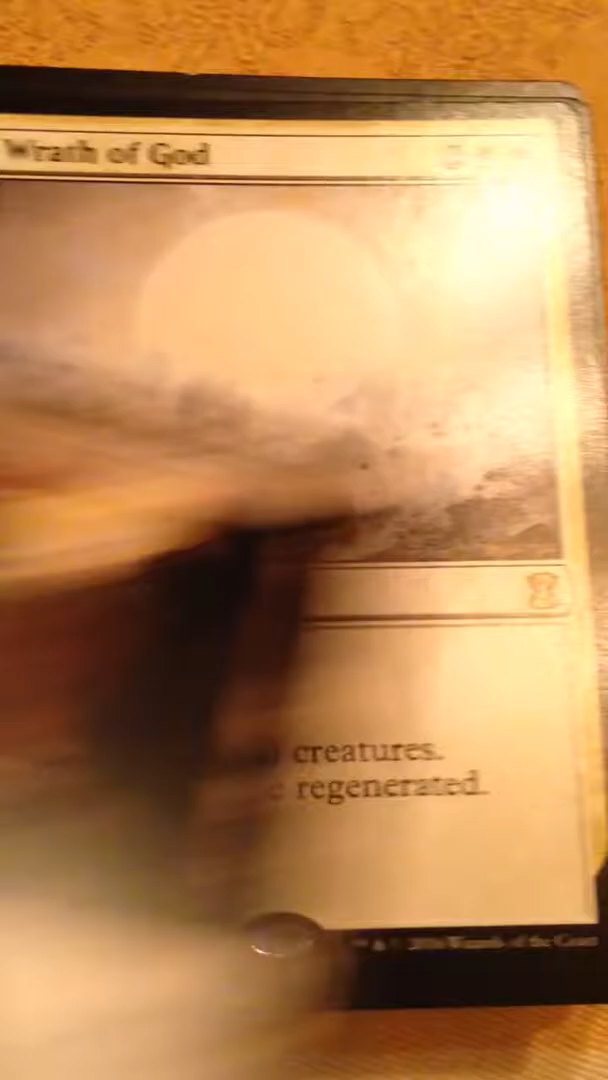 Wrath of God
creatures.
regenerated.
Wizards of the Coast